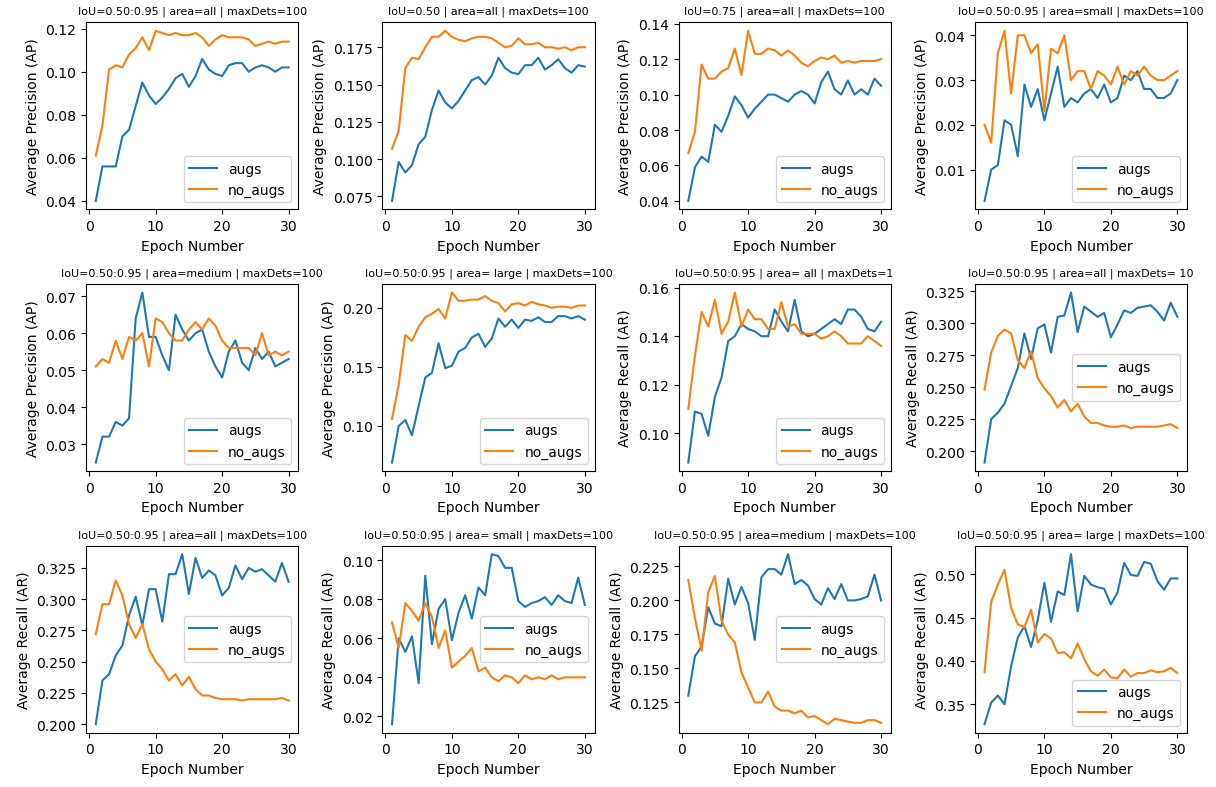 IoU=0.50:0.95 | area=all | maxDets=100
Average Precision (AP)
0.12
0.10
0.08
0.06
0.04
0
10
20
30
Epoch Number
augs
no_augs
IoU=0.50 | area=all | maxDets=100
Average Precision (AP)
0.175
0.150
0.125
0.100
0.075
0
10
20
30
Epoch Number
augs
no_augs
IoU=0.75 | area=all | maxDets=100
Average Precision (AP)
0.14
0.12
0.10
0.08
0.06
0.04
0
10
20
30
Epoch Number
augs
no_augs
IoU=0.50:0.95 | area=small | maxDets=100
Average Precision (AP)
0.04
0.03
0.02
0.01
0
10
20
30
Epoch Number
augs
no_augs
IoU=0.50:0.95 | area=medium | maxDets=100
Average Precision (AP)
0.07
0.06
0.05
0.04
0.03
0
10
20
30
Epoch Number
augs
no_augs
IoU=0.50:0.95 | area= large | maxDets=100
Average Precision (AP)
0.20
0.15
0.10
0
10
20
30
Epoch Number
augs
no_augs
IoU=0.50:0.95 | area= all | maxDets=1
Average Recall (AR)
0.16
0.14
0.12
0.10
0
10
20
30
Epoch Number
augs
no_augs
IoU=0.50:0.95 | area=all | maxDets= 10
Average Recall (AR)
0.325
0.300
0.275
0.250
0.225
0.200
0
10
20
30
Epoch Number
augs
no_augs
IoU=0.50:0.95 | area=all | maxDets=100
Average Recall (AR)
0.325
0.300
0.275
0.250
0.225
0.200
0
10
20
30
Epoch Number
augs
no_augs
IoU=0.50:0.95 | area= small | maxDets=100
Average Recall (AR)
0.10
0.08
0.06
0.04
0.02
0
10
20
30
Epoch Number
augs
no_augs
IoU=0.50:0.95 | area=medium | maxDets=100
Average Recall (AR)
0.225
0.200
0.175
0.150
0.125
0
10
20
30
Epoch Number
augs
no_augs
IoU=0.50:0.95 | area= large | maxDets=100
Average Recall (AR)
0.50
0.45
0.40
0.35
0
10
20
30
Epoch Number
augs
no_augs